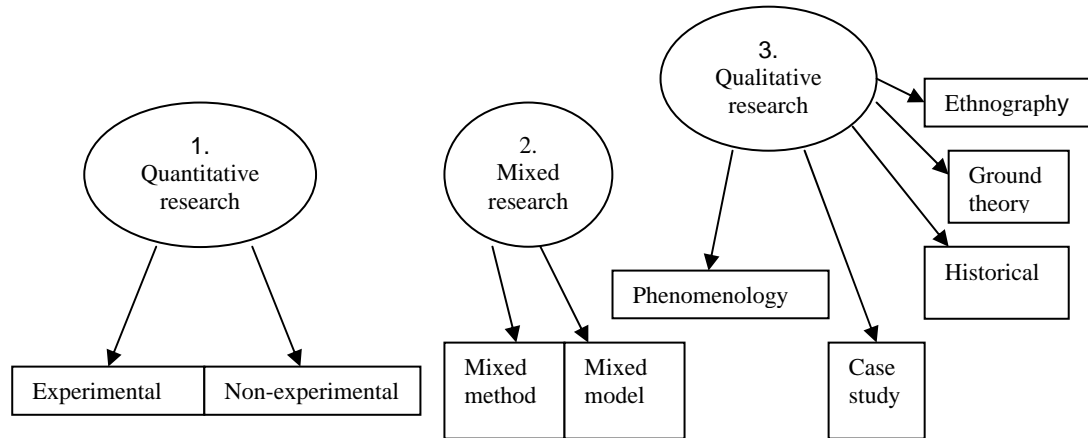 1.
Quantitative
research
Experimental
Non-experimental
2.
Mixed
research
Mixed
method
Mixed
model
3.
Qualitative
research
Phenomenology
Case
study
Historical
Ground
theory
Ethnography